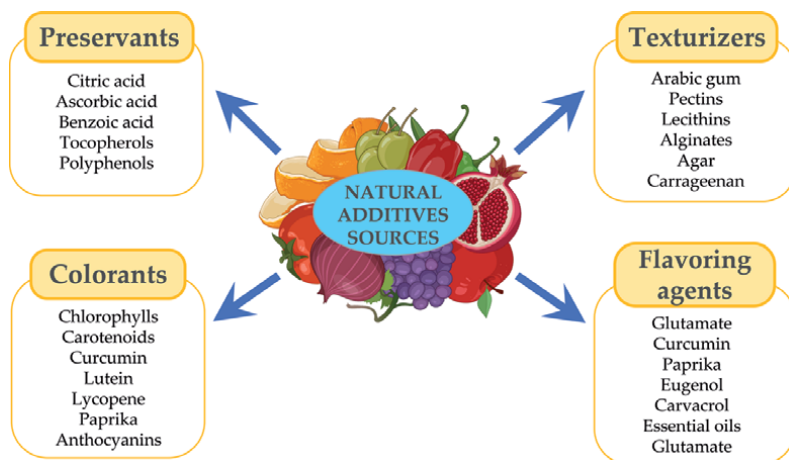 Preservants
Citric acid
Ascorbic acid
Benzoic acid
Tocopherols
Polyphenols
Texturizers
Arabic gum
Pectins
Lecithins
Alginates
Agar
Carrageenan
NATURAL
ADDITIVES
SOURCES
Colorants
Chlorophylls
Carotenoids
Curcumin
Lutein
Lycopene
Paprika
Anthocyanins
Flavoring
agents
Glutamate
Curcumin
Paprika
Eugenol
Carvacrol
Essential oils
Glutamate